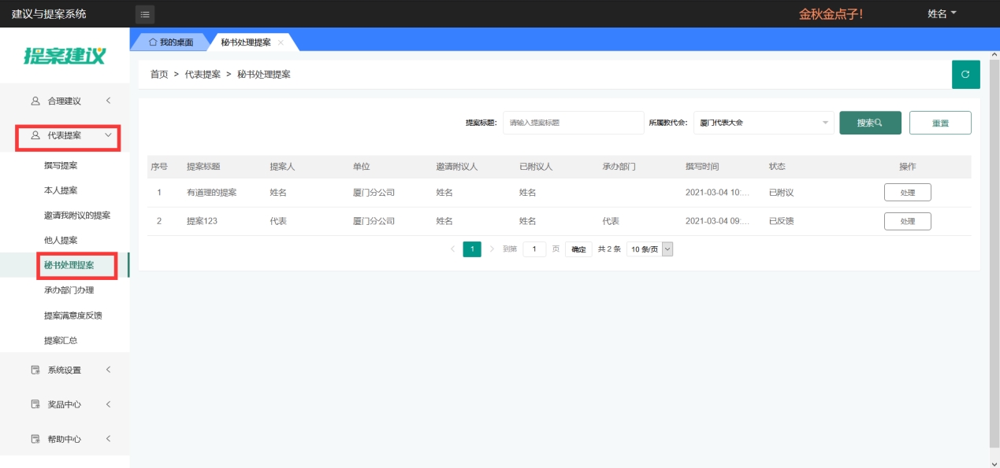 建议与提案系统
金秋金点子!
姓名
提案建议
我的桌面
秘书处理提案
首页 > 代表提案 > 秘书处理提案
合理建议
代表提案
撰写提案
本人提案
邀请我附议的提案
他人提案
秘书处理提案
承办部门办理
提案满意度反馈
提案汇总
系统设置
奖品中心
帮助中心
提案标题: 请输入提案标题 所属教代会: 厦门代表大会 搜索 重置
序号 提案标题 提案人 单位 邀请附议人 已附议人 承办部门 撰写时间 状态 操作
1 有道理的提案 姓名 厦门分公司 姓名 姓名 2021-03-04 10:... 已附议 处理
2 提案123 代表 厦门分公司 姓名 姓名 代表 2021-03-04 09:... 已反馈 处理
1 到第 1 页 确定 共 2 条 10 条/页